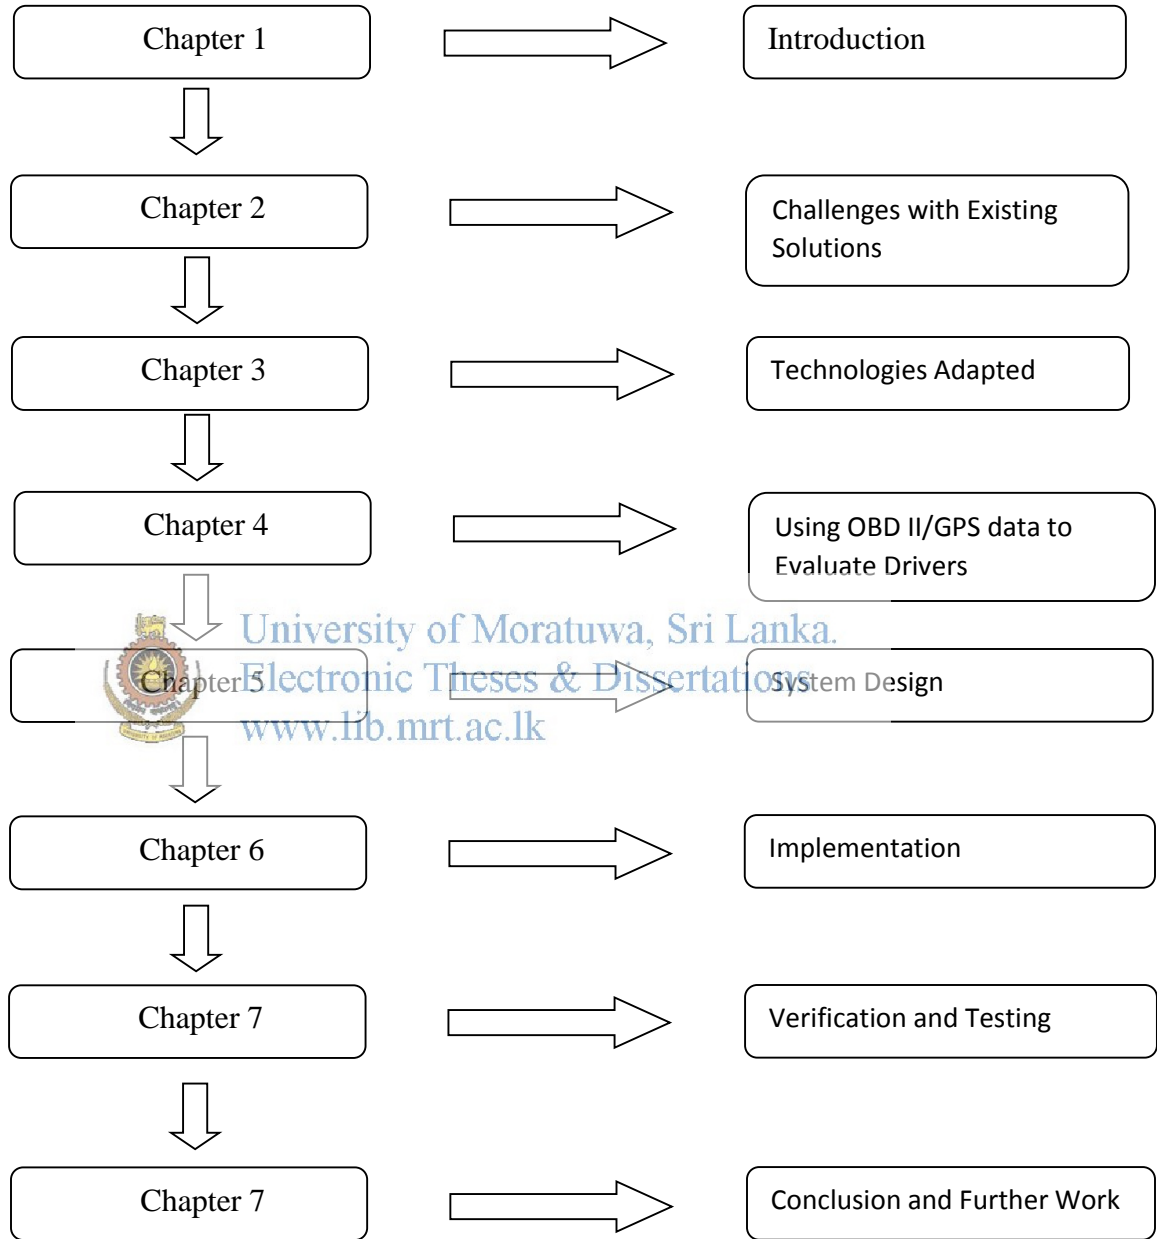 Chapter 1
Introduction
Chapter 2
Challenges with Existing
Solutions
Chapter 3
Technologies Adapted
Chapter 4
Using OBD II/GPS data to
Evaluate Drivers
University of Moratuwa, Sri Lanka.
Chapter 5
Electronic Theses & Dissertations
System Design
www.lib.mrt.ac.lk
Chapter 6
Implementation
Chapter 7
Verification and Testing
Chapter 7
Conclusion and Further Work